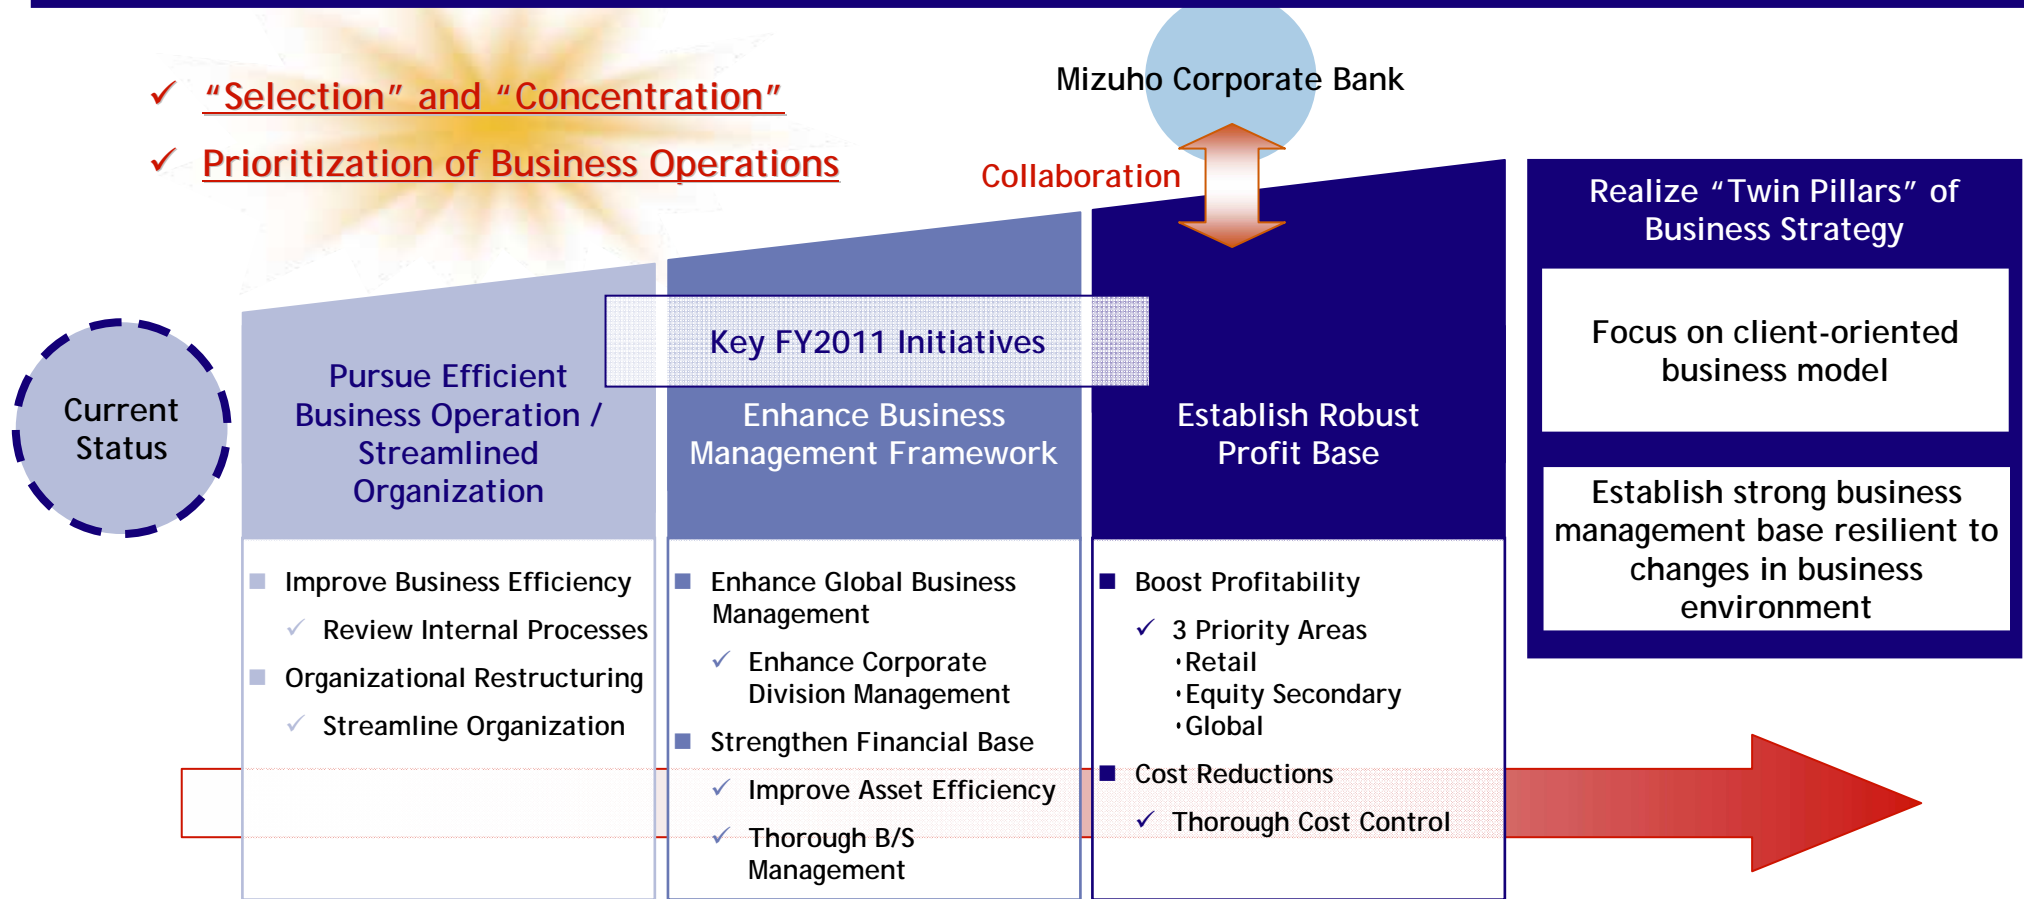 “Selection” and “Concentration”
Prioritization of Business Operations
Mizuho Corporate Bank
Collaboration
Current
Status
Key FY2011 Initiatives
Pursue Efficient
Business Operation /
Streamlined
Organization
Improve Business Efficiency
Review Internal Processes
Organizational Restructuring
Streamline Organization
Enhance Business
Management Framework
Enhance Global Business
Management
Enhance Corporate
Division Management
Strengthen Financial Base
Improve Asset Efficiency
Thorough B/S
Management
Establish Robust
Profit Base
Boost Profitability
3 Priority Areas
・Retail
・Equity Secondary
・Global
Cost Reductions
Thorough Cost Control
Realize “Twin Pillars” of
Business Strategy
Focus on client-oriented
business model
Establish strong business
management base resilient to
changes in business
environment